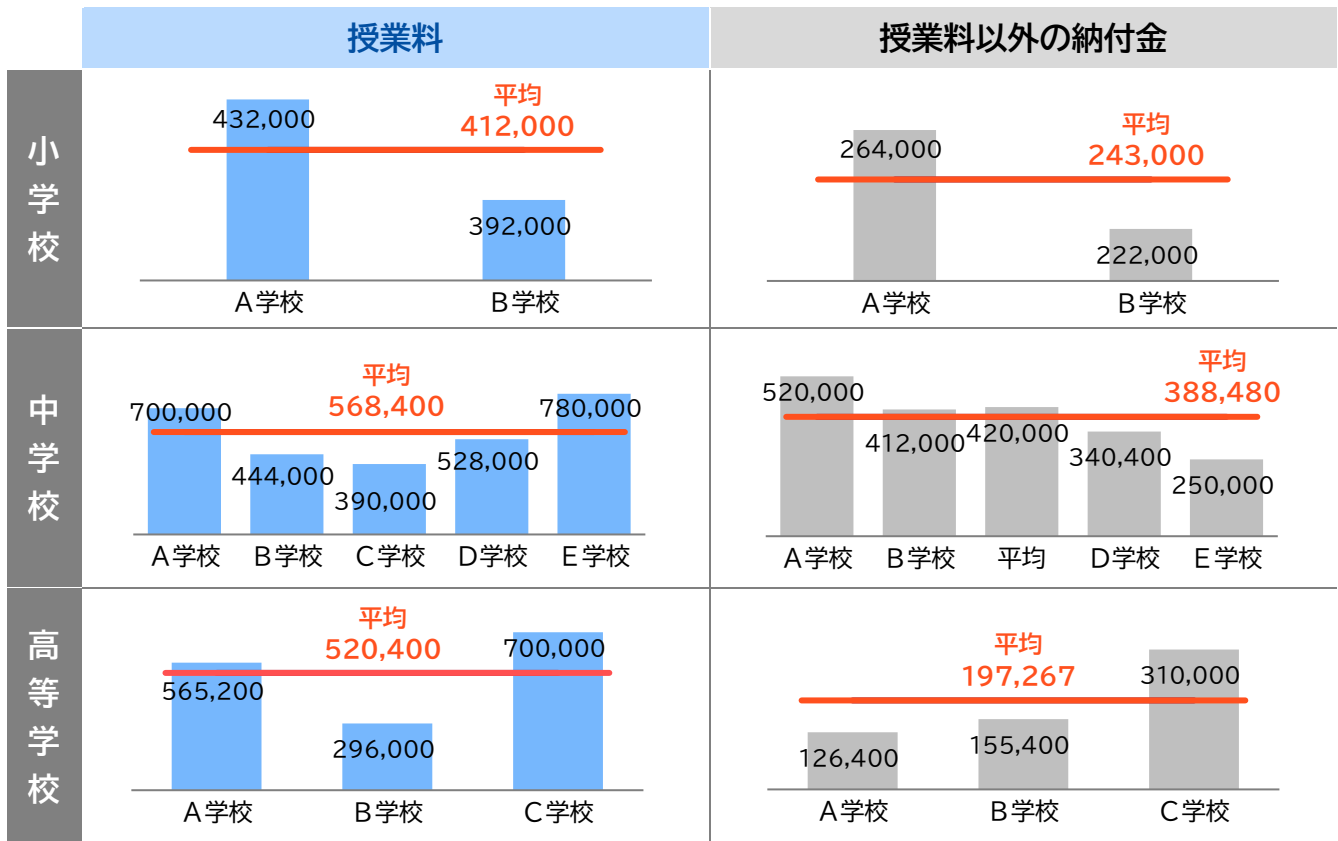 授業料
授業料以外の納付金
小学校
432,000
平均
412,000
392,000
A学校
B学校
264,000
平均
243,000
222,000
A学校
B学校
中学校
700,000
平均
568,400
780,000
444,000
390,000
528,000
A学校
B学校
C学校
D学校
E学校
520,000
平均
388,480
412,000
420,000
340,400
250,000
A学校
B学校
平均
D学校
E学校
高等学校
565,200
平均
520,400
700,000
296,000
A学校
B学校
C学校
平均
197,267
310,000
126,400
155,400
A学校
B学校
C学校